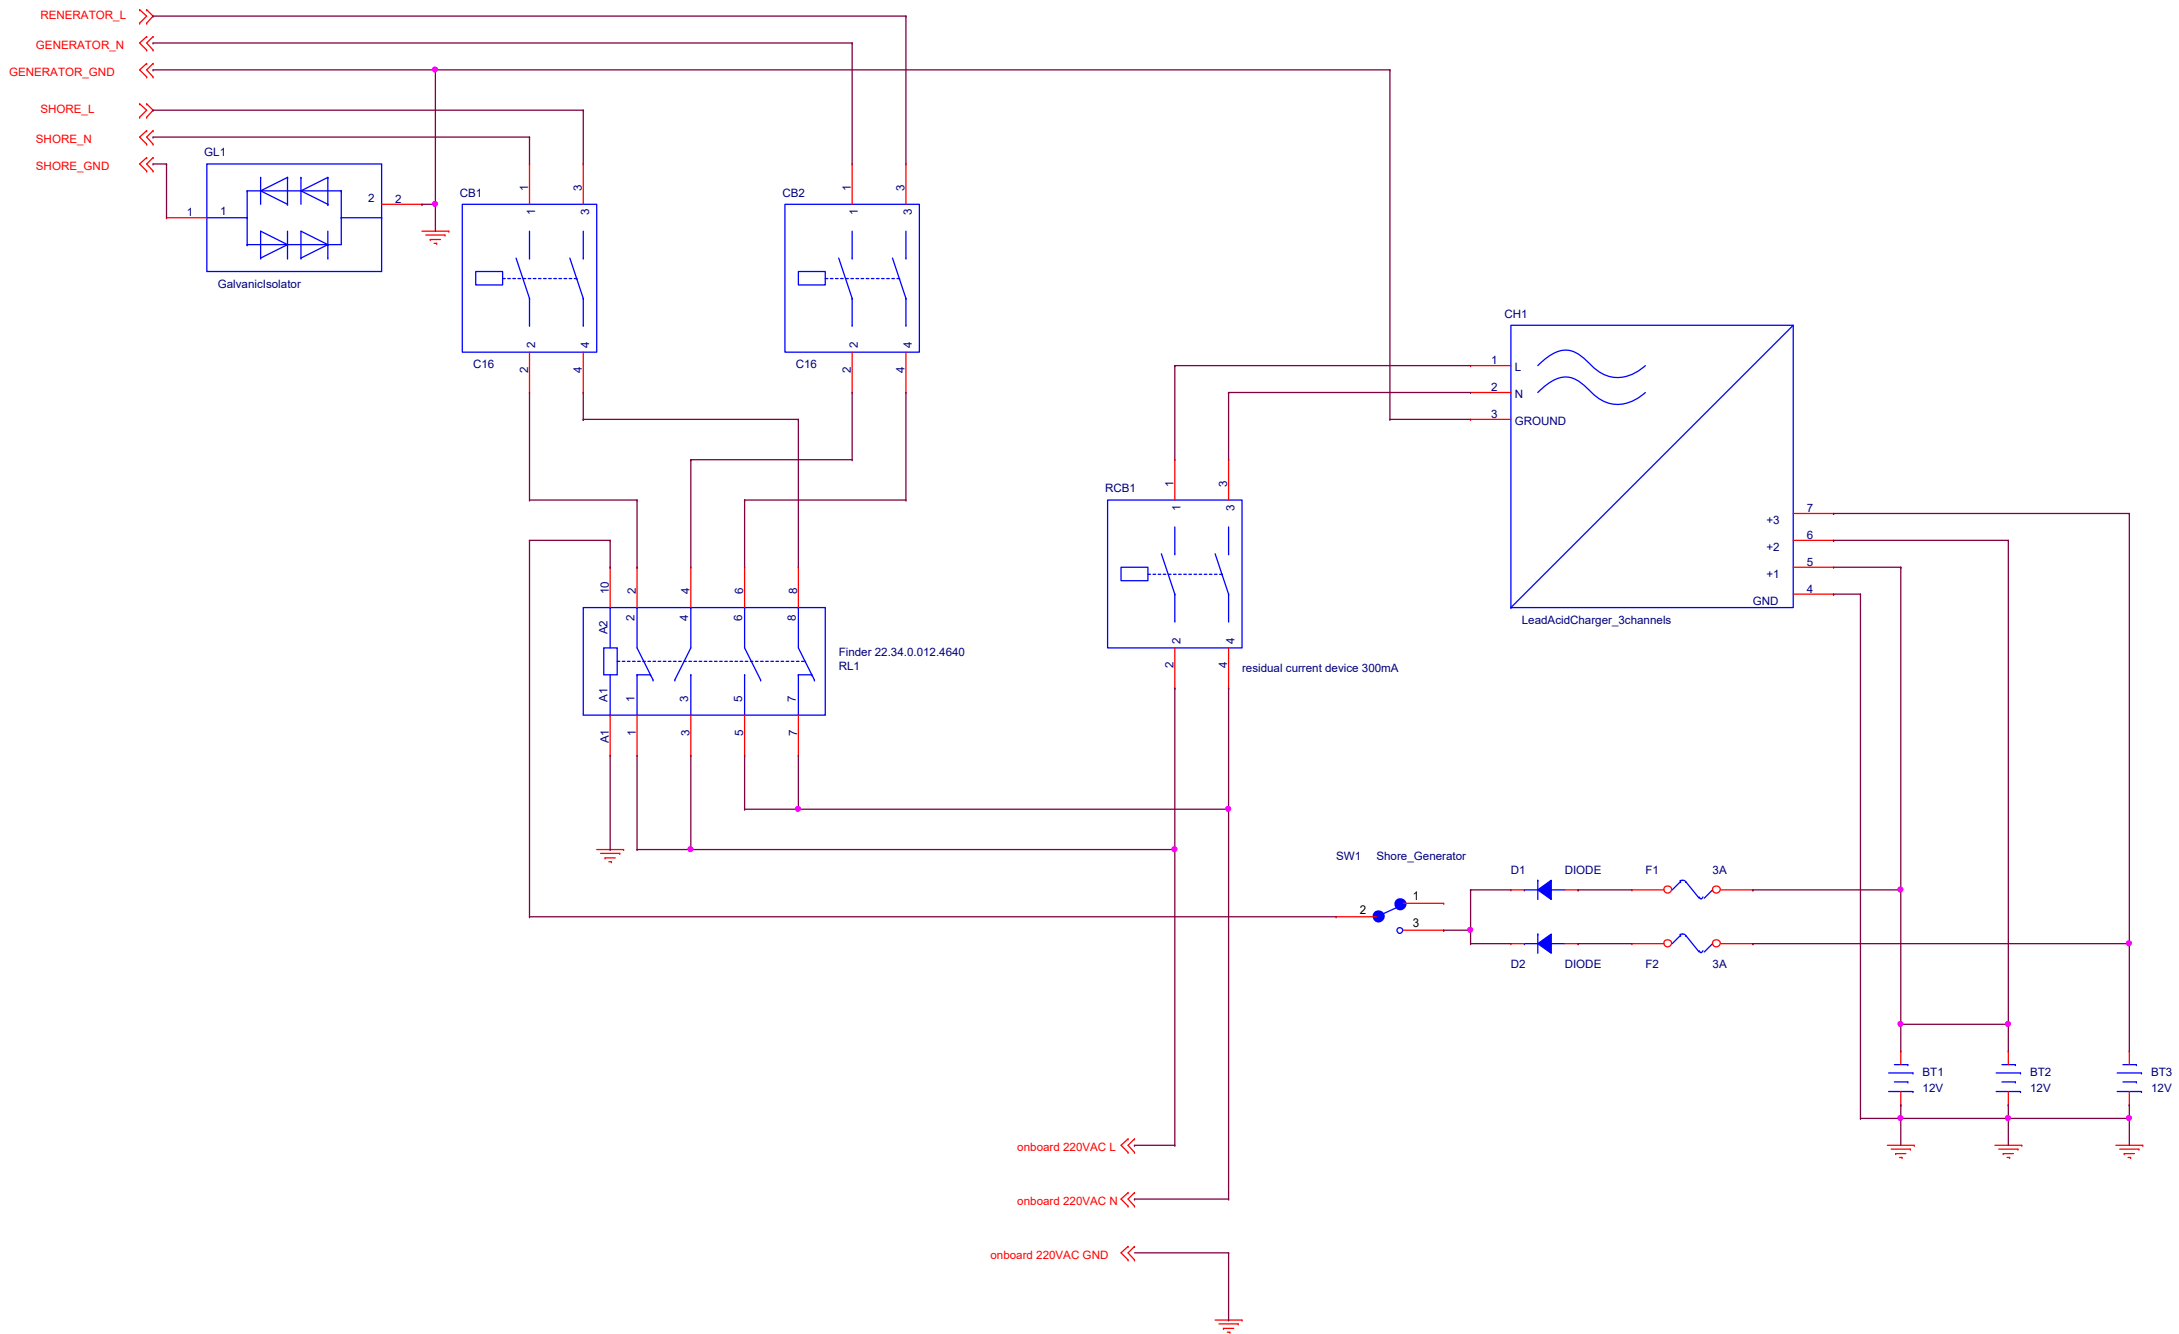 RENERATOR_L
GENERATOR_N
GENERATOR_GND
SHORE_L
SHORE_N
SHORE_GND
GL1
1
1
2
2
GalvanicIsolator
CB1
1
3
1
3
2
4
2
4
C16
CB2
1
3
1
3
2
4
2
4
C16
CH1
1
L
2
N
3
GROUND
+3
7
+2
6
+1
5
GND
4
LeadAcidCharger_3channels
RCB1
1
3
1
3
2
4
2
4
residual current device 300mA
10
2
4
6
8
A2
2
4
6
8
A1
1
3
5
7
A1
1
3
5
7
Finder 22.34.0.012.4640
RL1
SW1 Shore_Generator
2
1
3
D1 DIODE F1 3A
D2 DIODE F2 3A
BT1
12V
BT2
12V
BT3
12V
onboard 220VAC L
onboard 220VAC N
onboard 220VAC GND